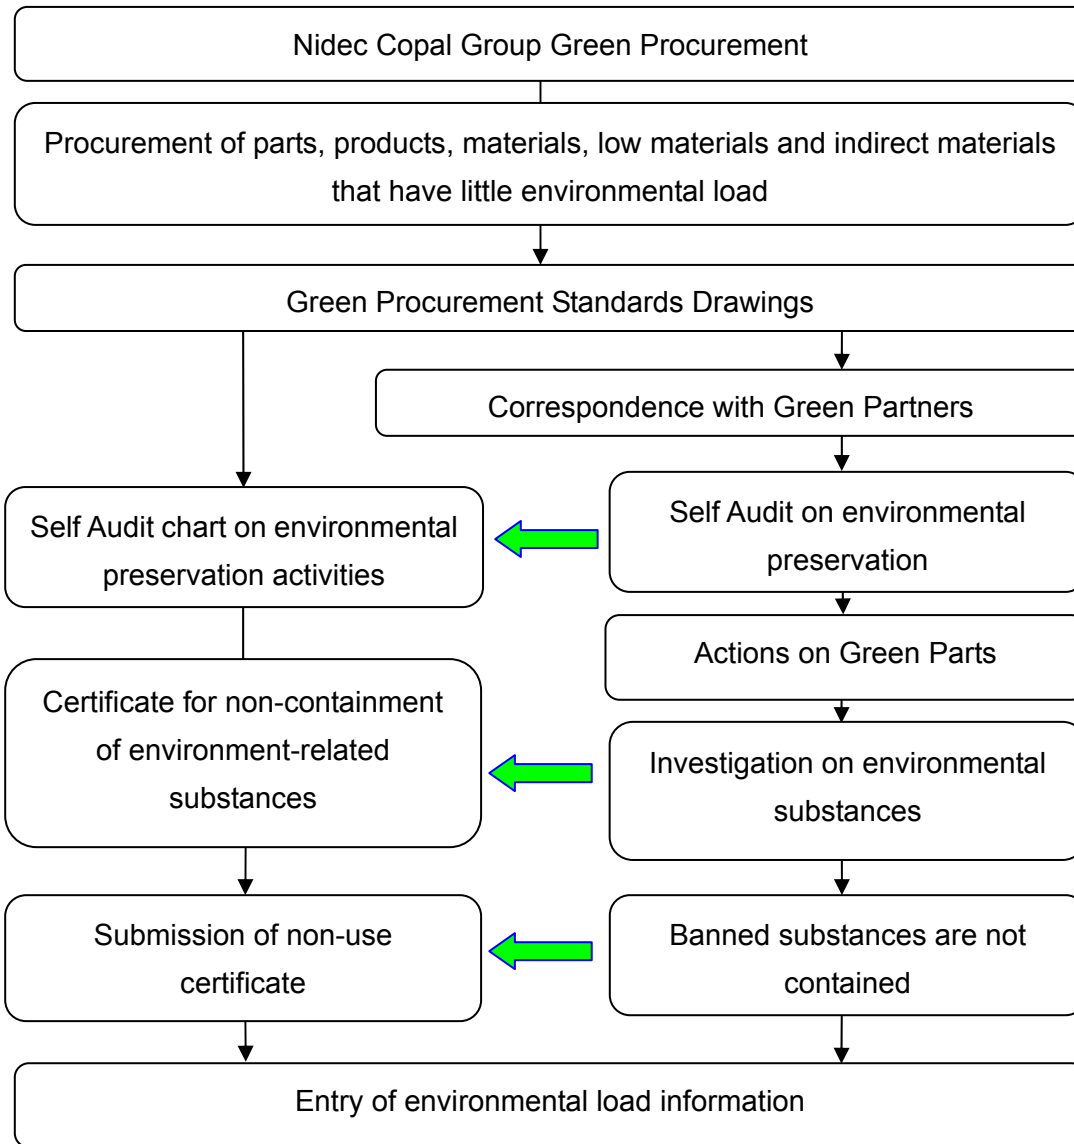 Nidec Copal Group Green Procurement
Procurement of parts, products, materials, low materials and indirect materials
that have little environmental load
Green Procurement Standards Drawings
Correspondence with Green Partners
Self Audit chart on environmental
preservation activities
Self Audit on environmental
preservation
Actions on Green Parts
Certificate for non-containment
of environment-related
substances
Investigation on environmental
substances
Submission of non-use
certificate
Banned substances are not
contained
Entry of environmental load information